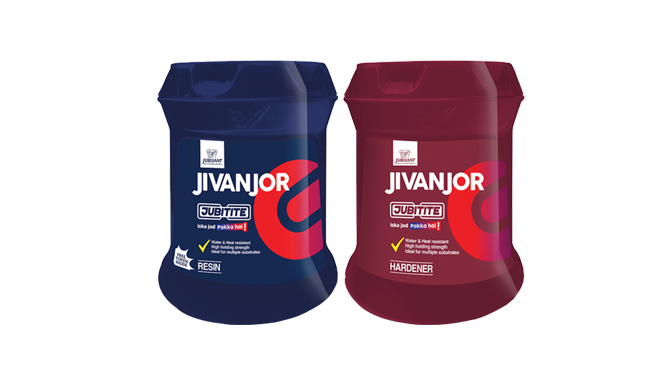 JUBILANT
JIVANJOR
JUBITITE
Iska jod Pakka hai!
Water & Heat resistant
High holding strength
Ideal for multiple substrates
RESIN
JUBILANT
JIVANJOR
JUBITITE
Iska jod Pakka hai!
Water & Heat resistant
High holding strength
Ideal for multiple substrates
HARDENER